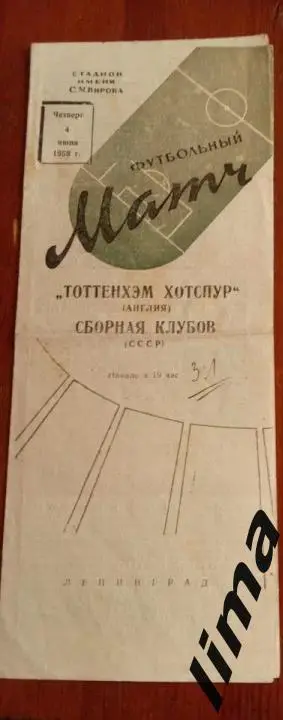 СТАДИОН
ИМЕНИ
С. М. КИРОВА
Четверг
4
июня
1959 г.
ФУТБОЛЬНЫЙ
Матч
„ТОТТЕНХЭМ ХОТСПУР“
(АНГЛИЯ)
СБОРНАЯ КЛУБОВ
(СССР)
Начало в 19 час
3:1
ЛЕНИНГРАД
lima